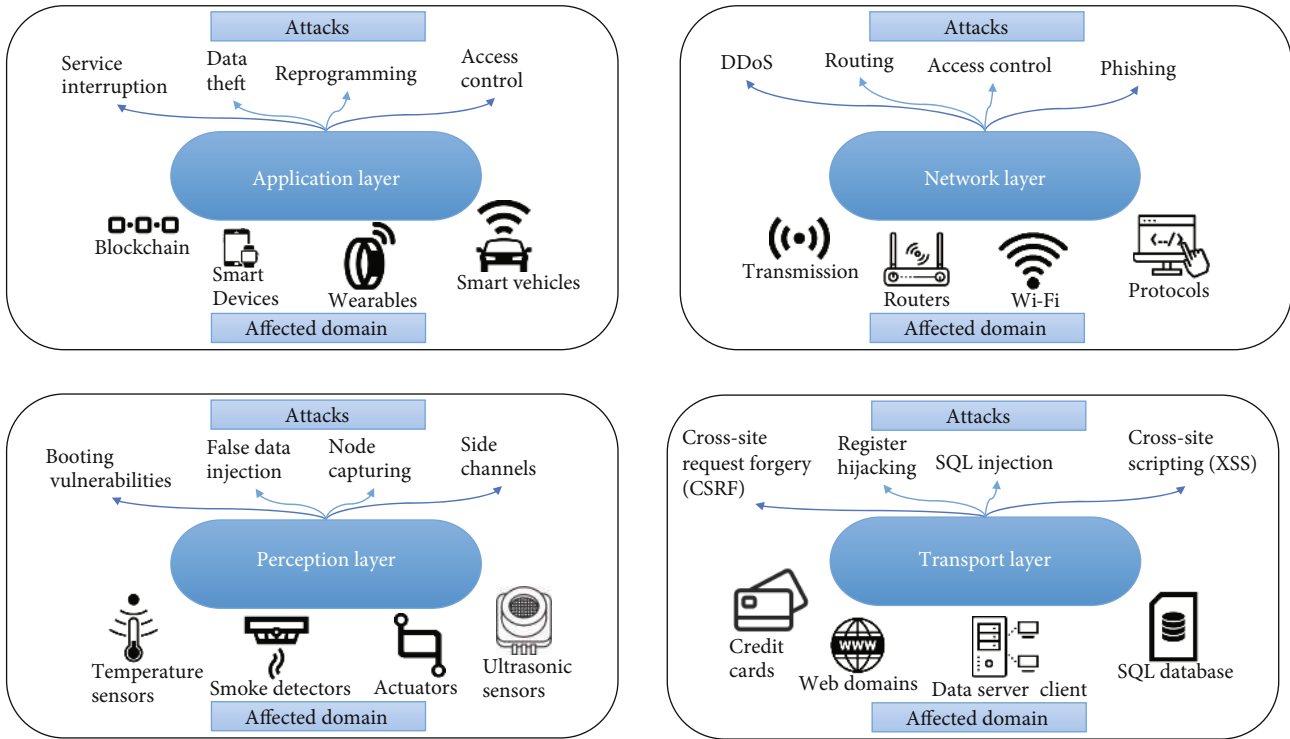 Attacks
Service
interruption
Data
theft
Reprogramming
Access
control
Application layer
Blockchain
Smart
Devices
Wearables
Smart vehicles
Affected domain
Attacks
DDoS
Routing
Access control
Phishing
Network layer
Transmission
Routers
Wi-Fi
<--/>
Protocols
Affected domain
Attacks
Booting
vulnerabilities
False data
injection
Node
capturing
Side
channels
Perception layer
Temperature
sensors
Smoke detectors
Actuators
Ultrasonic
sensors
Affected domain
Attacks
Cross-site
request forgery
(CSRF)
Register
hijacking
SQL injection
Cross-site
scripting (XSS)
Transport layer
Credit
cards
WWW
Web domains
Data server client
SQL database
Affected domain